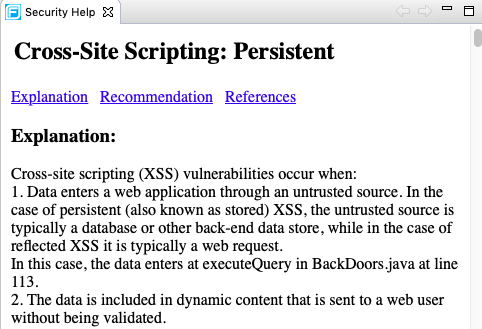 Security Help
Cross-Site Scripting: Persistent
Explanation Recommendation References
Explanation:
Cross-site scripting (XSS) vulnerabilities occur when:
1. Data enters a web application through an untrusted source. In the
case of persistent (also known as stored) XSS, the untrusted source is
typically a database or other back-end data store, while in the case of
reflected XSS it is typically a web request.
In this case, the data enters at executeQuery in BackDoors.java at line
113.
2. The data is included in dynamic content that is sent to a web user
without being validated.